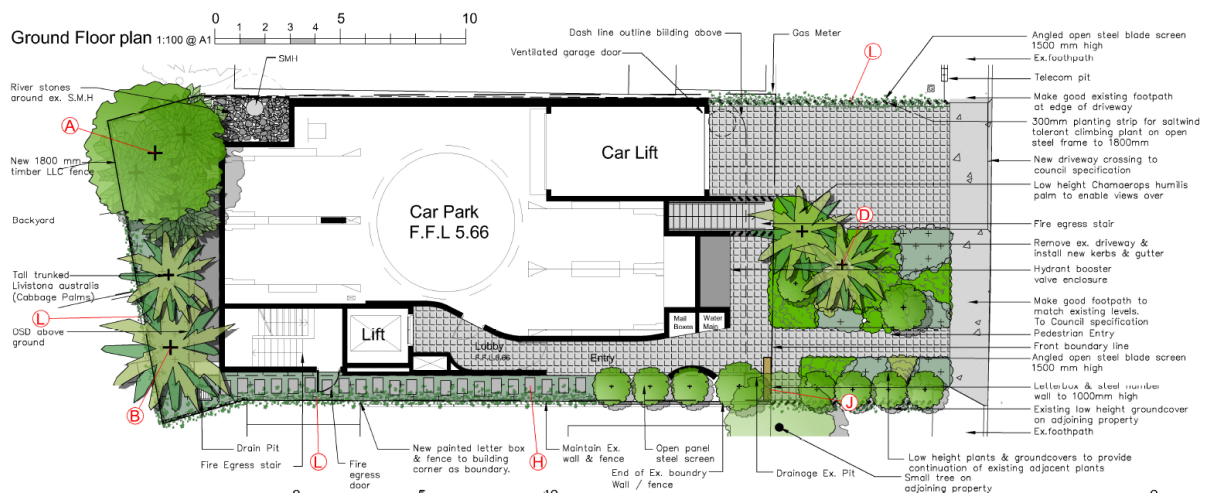 Ground Floor plan 1:100 @ A1
0 5 10
1 2 3 4
SMH
River stones
around ex. S.M.H
A
New 1800 mm
timber LLC fence
Backyard
Tall trunked
Livistona australis
(Cabbage Palms)
L
OSD above
ground
B
Drain Pit
Fire Egress stair
L
Fire
egress
door
New painted letter box
& fence to building
corner as boundary.
H
Maintain Ex.
wall & fence
Open panel
steel screen
End of Ex. boundry
Wall / fence
Drainage Ex. Pit
Small tree on
adjoining property
Low height plants & groundcovers to provide
continuation of existing adjacent plants
J
Dash line outline biilding above
Ventilated garage door
Gas Meter
L
Car Lift
Car Park
F.F.L 5.66
D
Lift
Lobby
F.F.L 5.66
Entry
Mail
Boxes
Water
Main
Angled open steel blade screen
1500 mm high
Ex.footpath
Telecom pit
Make good existing footpath
at edge of driveway
300mm planting strip for saltwind
tolerant climbing plant on open
steel frame to 1800mm
New driveway crossing to
council specification
Low height Chamaerops humilis
palm to enable views over
Fire egress stair
Remove ex. driveway &
install new kerbs & gutter
Hydrant booster
valve enclosure
Make good footpath to
match existing levels.
To Council specification
Pedestrian Entry
Front boundary line
Angled open steel blade screen
1500 mm high
Letterbox & steel number
wall to 1000mm high
Existing low height groundcover
on adjoining property
Ex.footpath